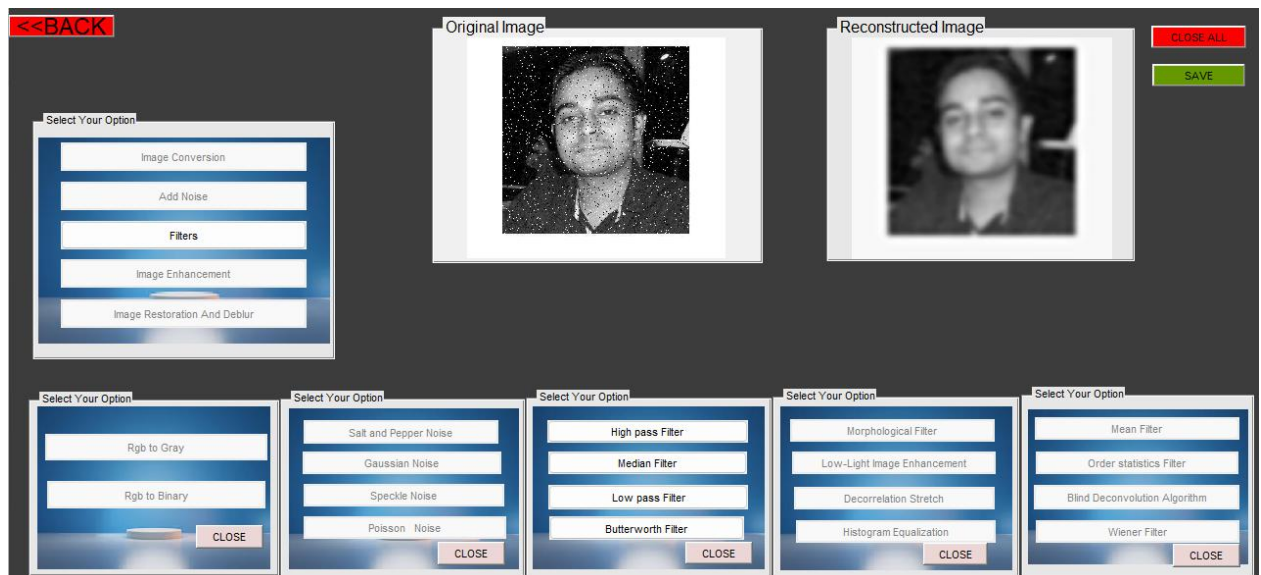 <<BACK
Original Image
Reconstructed Image
CLOSE ALL
SAVE
Select Your Option
Image Conversion
Add Noise
Filters
Image Enhancement
Image Restoration And Deblur
Select Your Option
Rgb to Gray
Rgb to Binary
CLOSE
Select Your Option
Salt and Pepper Noise
Gaussian Noise
Speckle Noise
Poisson Noise
CLOSE
Select Your Option
High pass Filter
Median Filter
Low pass Filter
Butterworth Filter
CLOSE
Select Your Option
Morphological Filter
Low-Light Image Enhancement
Decorrelation Stretch
Histogram Equalization
CLOSE
Select Your Option
Mean Filter
Order statistics Filter
Blind Deconvolution Algorithm
Wiener Filter
CLOSE